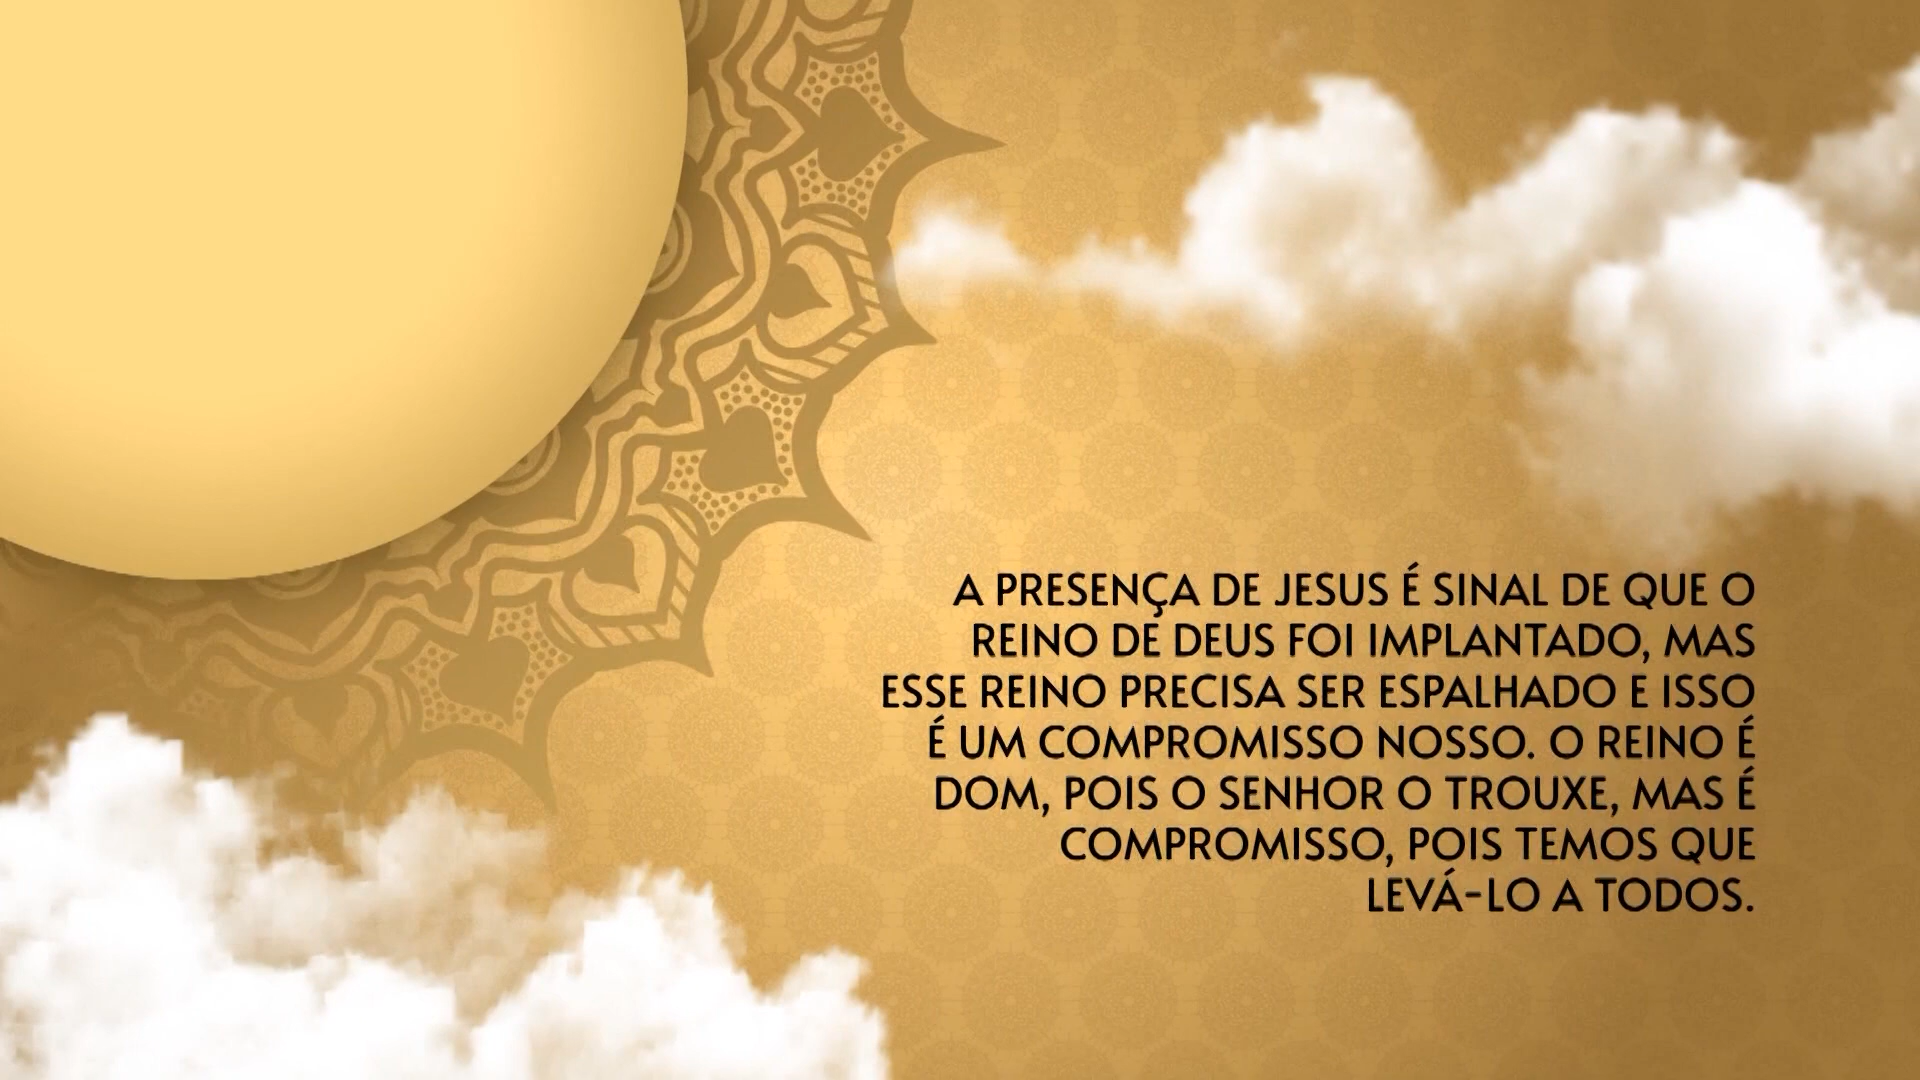 A PRESENÇA DE JESUS É SINAL DE QUE O
REINO DE DEUS FOI IMPLANTADO, MAS
ESSE REINO PRECISA SER ESPALHADO E ISSO
É UM COMPROMISSO NOSSO. O REINO É
DOM, POIS O SENHOR O TROUXE, MAS É
COMPROMISSO, POIS TEMOS QUE
LEVÁ-LO A TODOS.